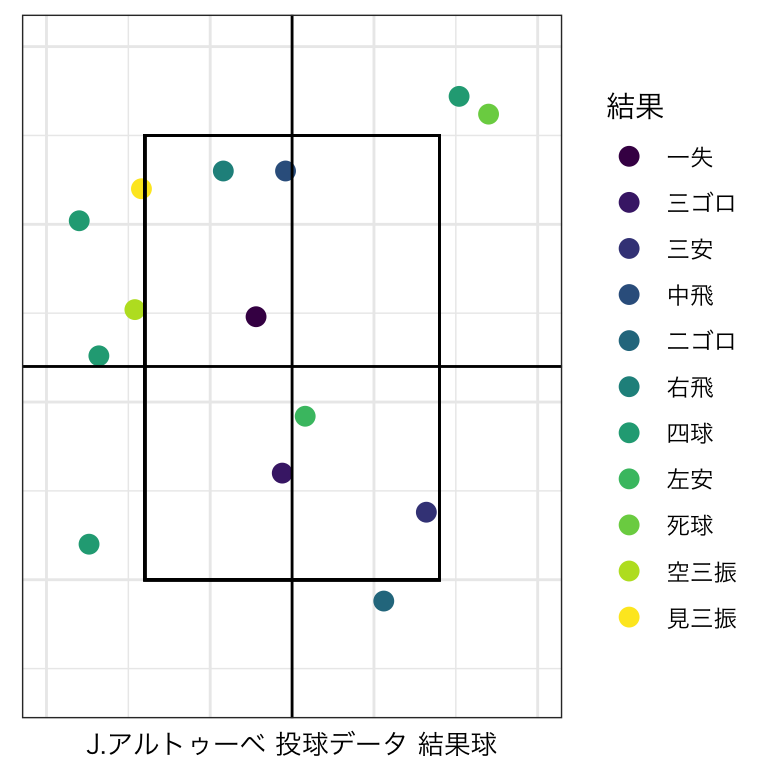 結果
一失
三ゴロ
三安
中飛
二ゴロ
右飛
四球
左安
死球
空三振
見三振
J.アルトゥーベ 投球データ 結果球